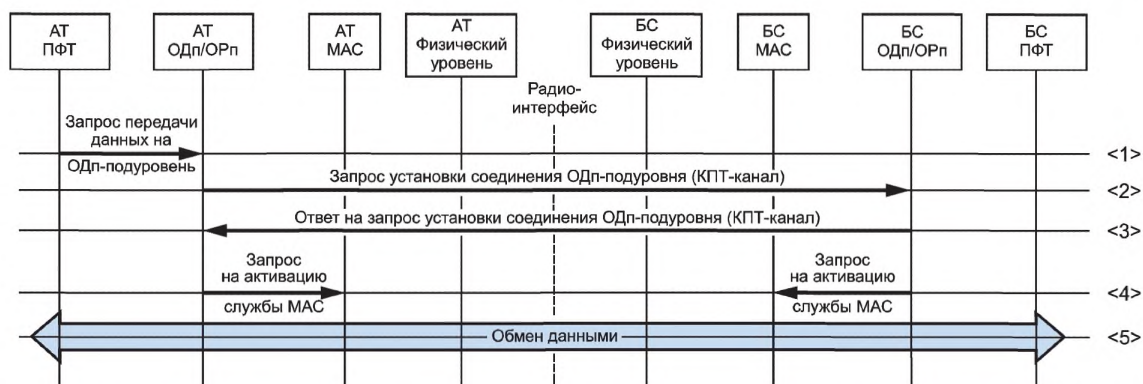 АТ
ПФТ
АТ
ОДп/ОРп
АТ
МАС
АТ
Физический
уровень
БС
Физический
уровень
БС
МАС
БС
ОДп/ОРп
БС
ПФТ
Радио-
интерфейс
Запрос передачи
данных на
ОДп-подуровень
<1>
Запрос установки соединения ОДп-подуровня (КПТ-канал)
<2>
Ответ на запрос установки соединения ОДп-подуровня (КПТ-канал)
<3>
Запрос
на активацию
службы МАС
Запрос
на активацию
службы МАС
<4>
Обмен данными
<5>